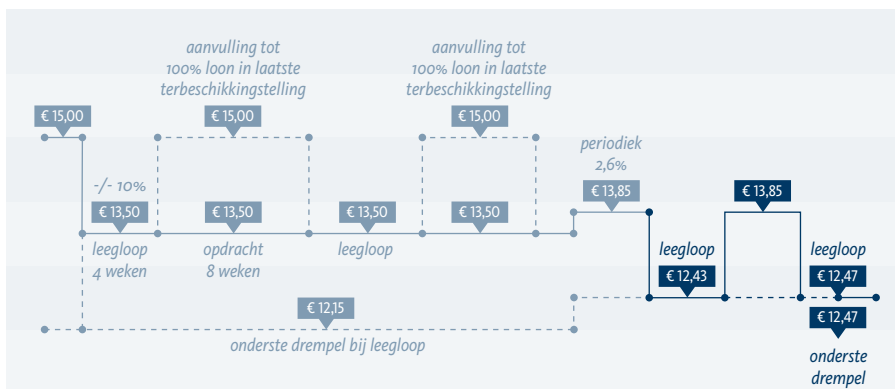 aanvulling tot
100% loon in laatste
terbeschikkingstelling
aanvulling tot
100% loon in laatste
terbeschikkingstelling
€ 15,00
€ 15,00
€ 15,00
periodiek
2,6%
-/- 10%
€ 13,85
€ 13,85
€ 13,50
€ 13,50
€ 13,50
€ 13,50
leegloop
4 weken
opdracht
8 weken
leegloop
leegloop
€ 12,43
leegloop
€ 12,47
€ 12,15
onderste drempel bij leegloop
€ 12,47
onderste
drempel